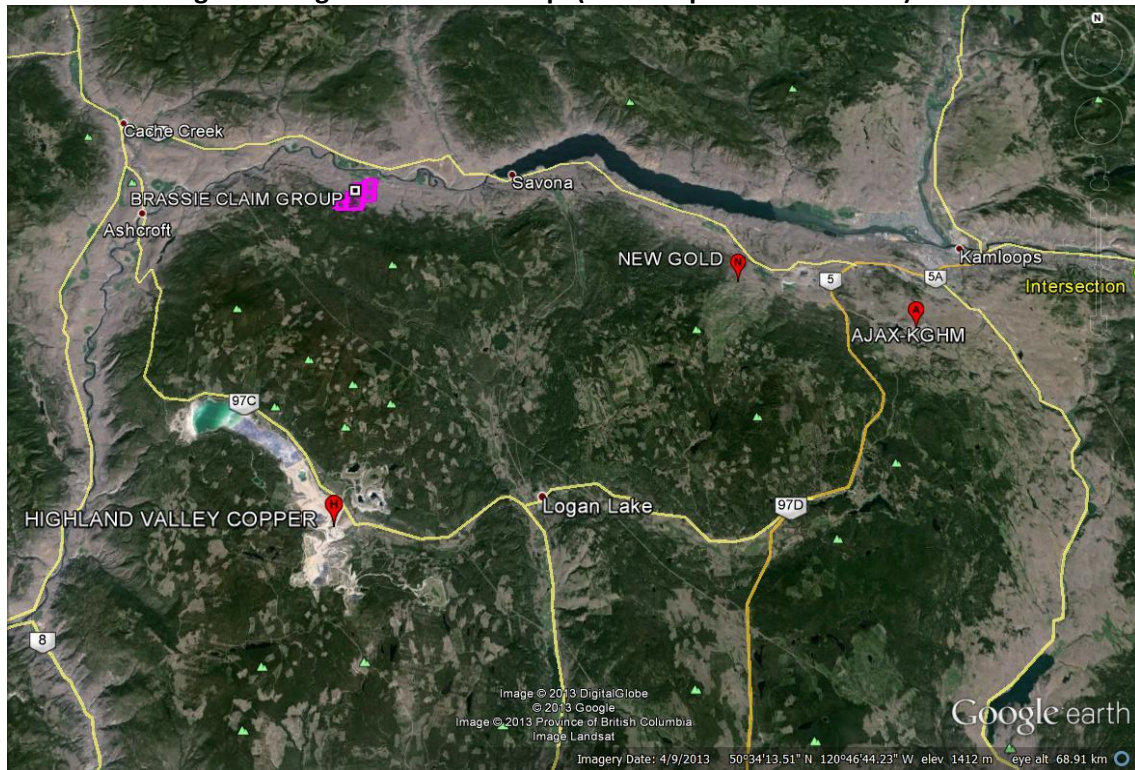 N
Cache Creek
Savona
BRASSIE CLAIM GROUP
Ashcroft
NEW GOLD
N
Kamloops
5
5A
Intersection
A
AJAX-KGHM
97C
H
HIGHLAND VALLEY COPPER
Logan Lake
97D
8
Image © 2013 DigitalGlobe
© 2013 Google
Image © 2013 Province of British Columbia
Image Landsat
Google earth
Imagery Date: 4/9/2013 50°34'13.51" N 120°46'44.23" W elev 1412 m eye alt 68.91 km